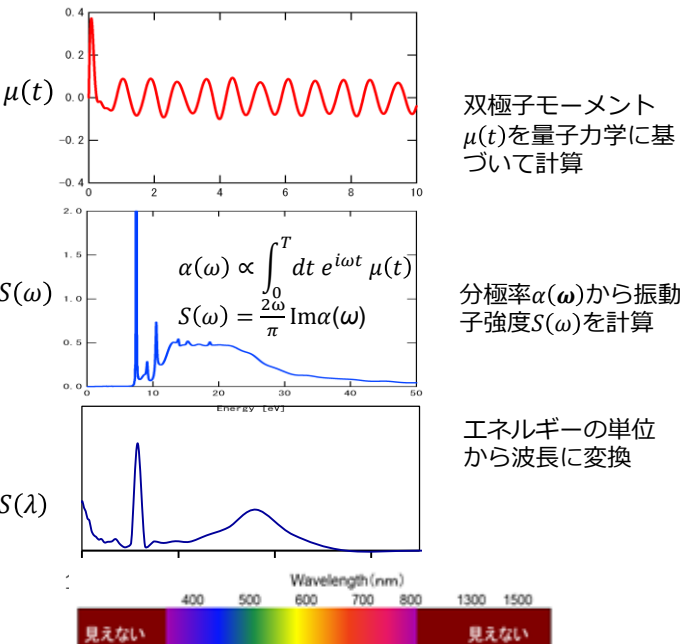 0.4
0.2
μ(t)
0.0
-0.2
-0.4
0 2 4 6 8 10
双極子モーメント
μ(t)を量子力学に基
づいて計算
2.0
1.5
S(ω)
1.0
0.5
0.0
α(ω) ∝ ∫₀ᵀ dt e^{iωt} μ(t)
S(ω) = 2ω/π Imα(ω)
0 10 20 30 40 50
Energy [eV]
分極率α(ω)から振動
子強度S(ω)を計算
エネルギーの単位
から波長に変換
S(λ)
Wavelength(nm)
400 500 600 700 800 1300 1500
見えない 見えない